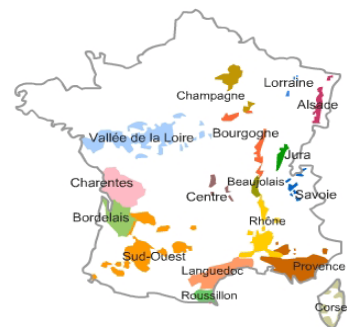 Lorraine
Champagne
Alsace
Vallée de la Loire
Bourgogne
Jura
Charentes
Beaujolais
Centre
Savoie
Bordelais
Rhône
Sud-Ouest
Provence
Languedoc
Roussillon
Corse